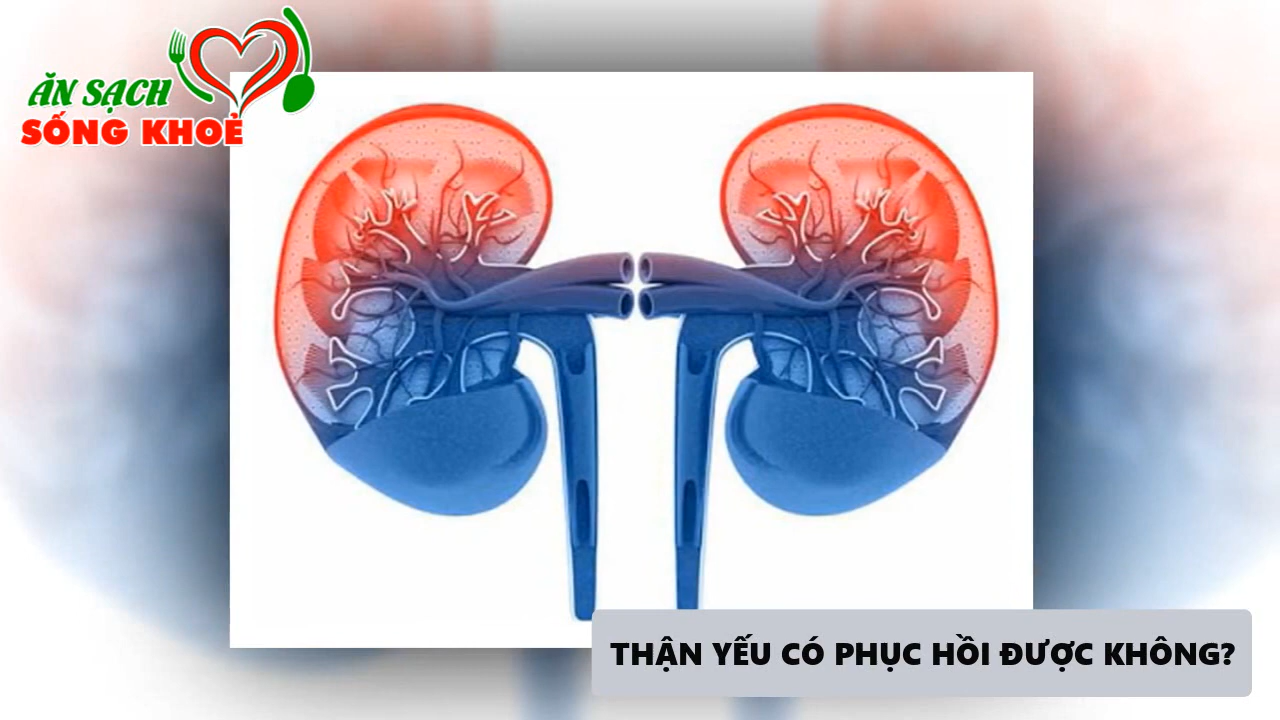 ĂN SẠCH
SỐNG KHOẺ
THẬN YẾU CÓ PHỤC HỒI ĐƯỢC KHÔNG?